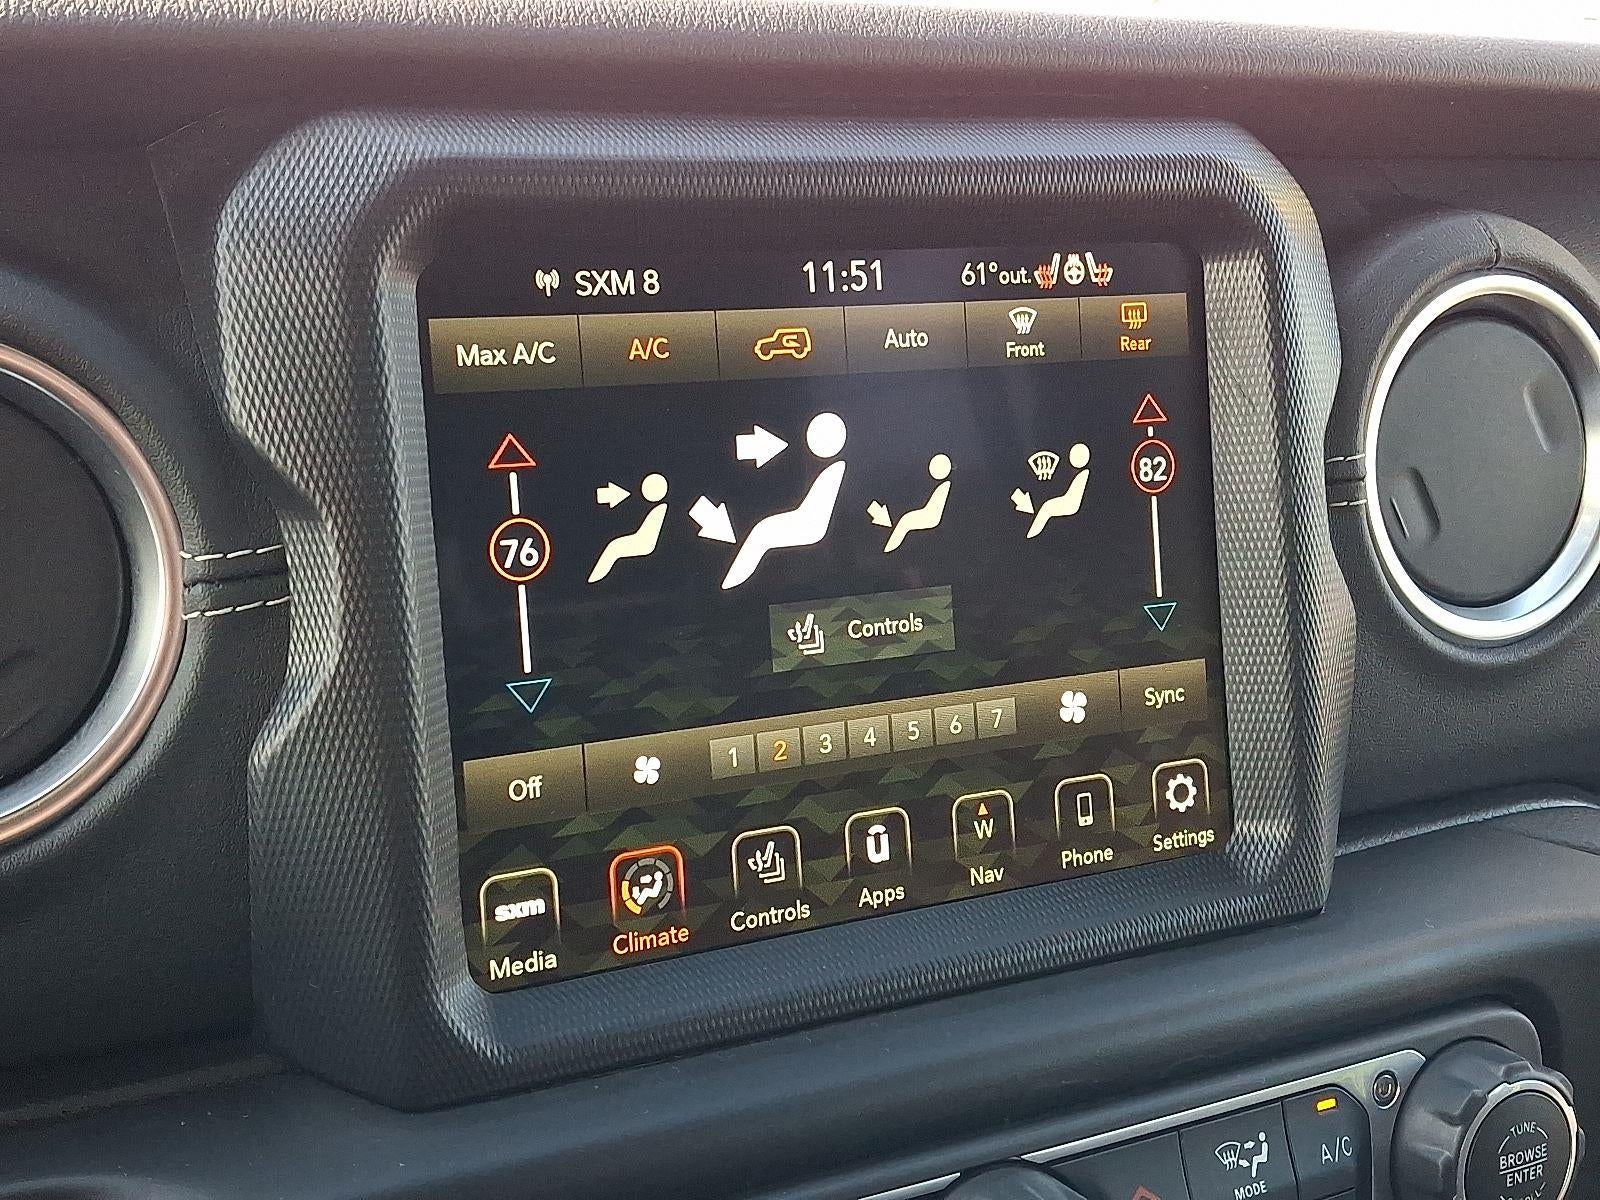 SXM 8 11:51 61° out.
Max A/C A/C Auto Front Rear
76 82
Controls
Off 1 2 3 4 5 6 7 Sync
sxm W
Media Climate Controls Apps Nav Phone Settings
MODE A/C
TUNE
BROWSE
ENTER